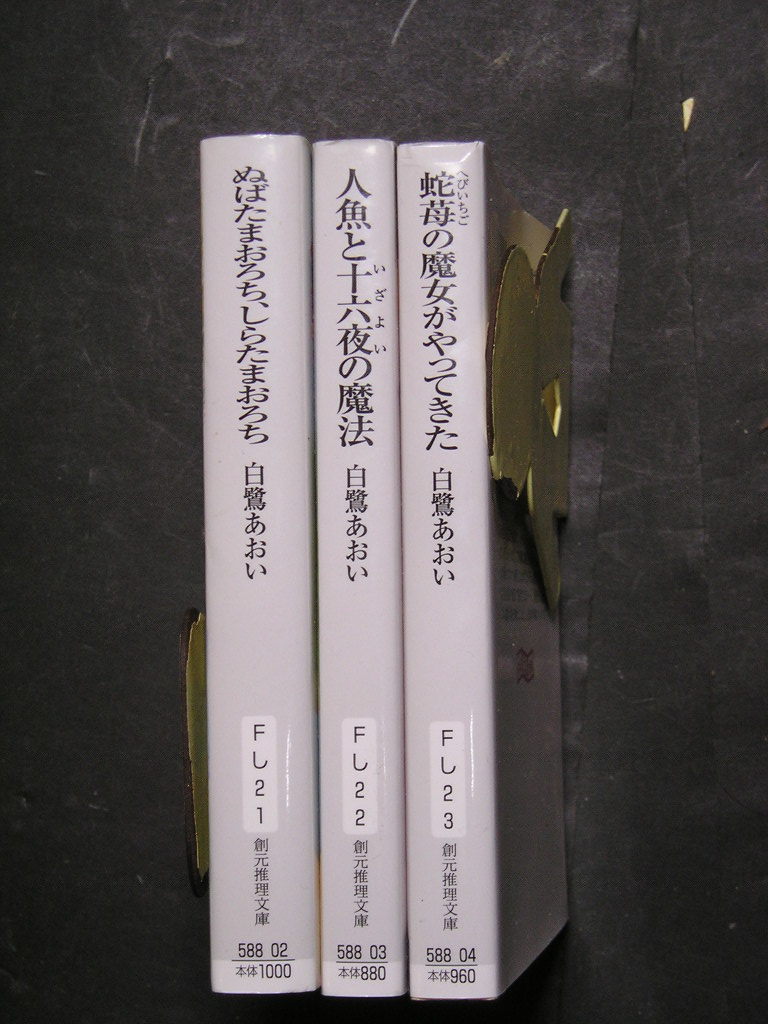 ぬばたまおろち、しらたまおろち 白鷺あおい
Fし21
創元推理文庫
588 02
本体1000
人魚と十六夜の魔法 白鷺あおい
いざよい
Fし22
創元推理文庫
588 03
本体880
蛇苺の魔女がやってきた 白鷺あおい
へびいちご
Fし23
創元推理文庫
588 04
本体960